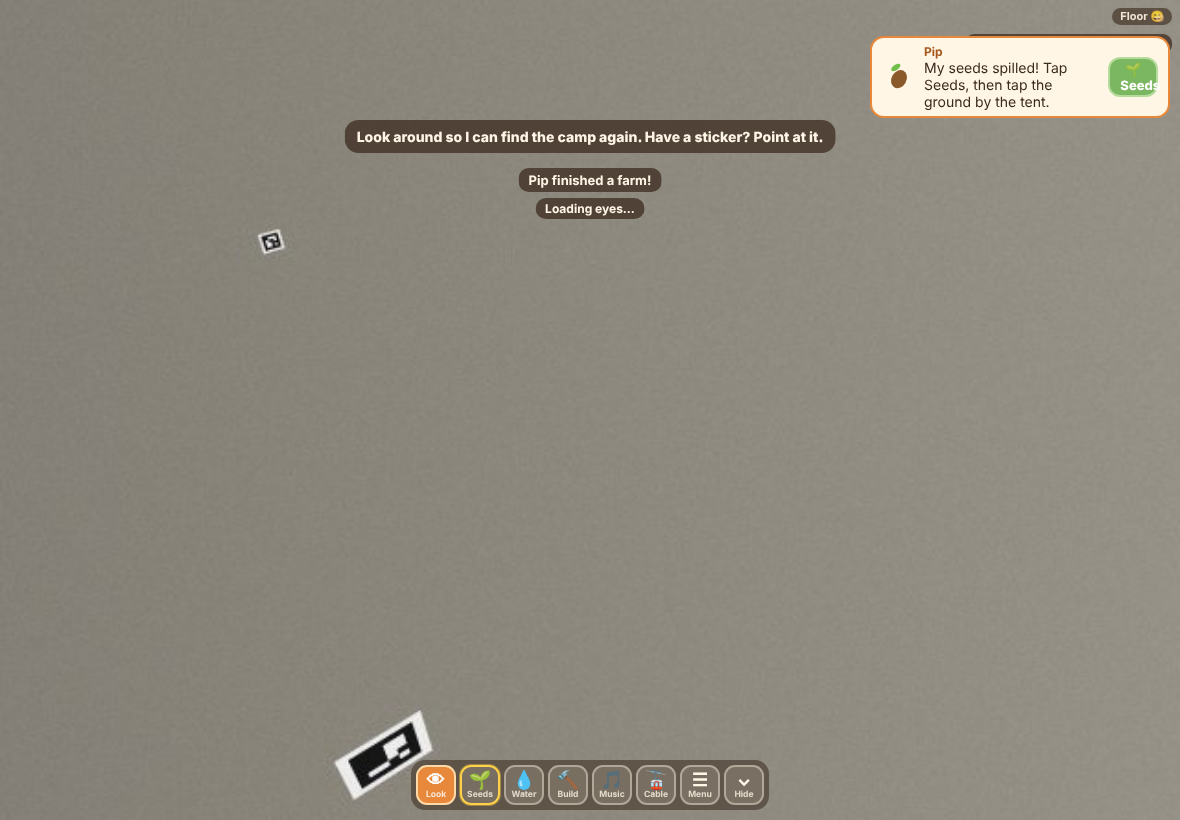 Floor
Pip
My seeds spilled! Tap
Seeds, then tap the
ground by the tent.
Seeds
Look around so I can find the camp again. Have a sticker? Point at it.
Pip finished a farm!
Loading eyes...
Look
Seeds
Water
Build
Music
Cable
Menu
Hide